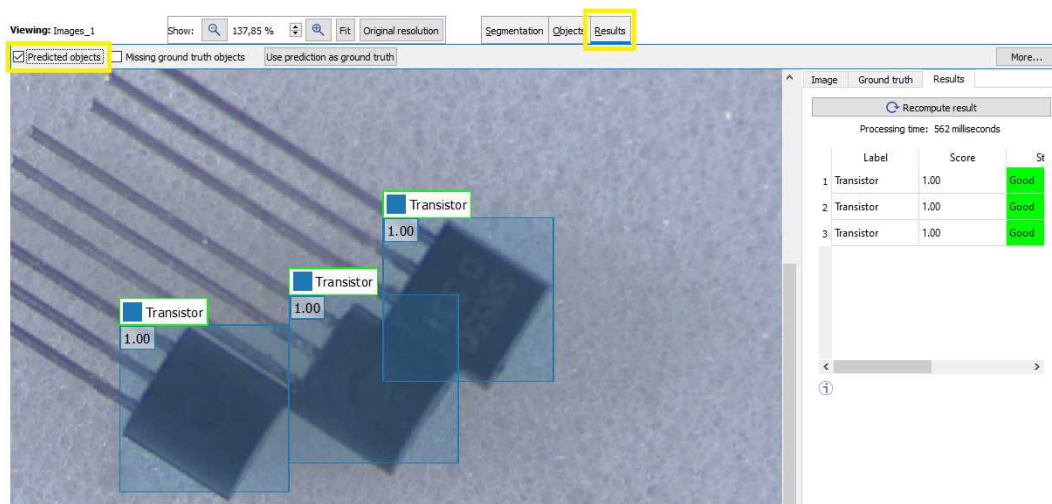 Viewing: Images_1 Show: 137,85 % Fit Original resolution Segmentation Objects Results
Predicted objects Missing ground truth objects Use prediction as ground truth More...
Image Ground truth Results
Recompute result
Processing time: 562 milliseconds
Label Score St
1 Transistor 1.00 Good
2 Transistor 1.00 Good
3 Transistor 1.00 Good
Transistor
1.00
Transistor
1.00
Transistor
1.00